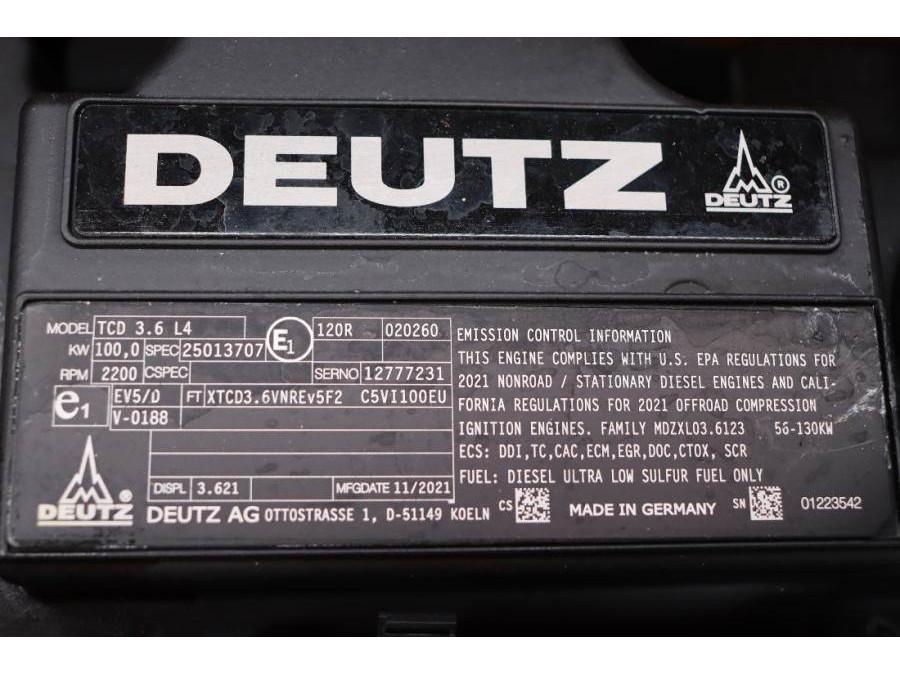 DEUTZ
DEUTZ ®
MODEL TCD 3.6 L4 E1 120R 020260
KW 100,0 SPEC 25013707
RPM 2200 CSPEC SERNO 12777231
e1 EV5/D FT XTCD3.6VNREv5F2 C5VI100EU
V-0188
DISPL 3.621 MFGDATE 11/2021
DEUTZ ® DEUTZ AG OTTOSTRASSE 1, D-51149 KOELN CS
EMISSION CONTROL INFORMATION
THIS ENGINE COMPLIES WITH U.S. EPA REGULATIONS FOR
2021 NONROAD / STATIONARY DIESEL ENGINES AND CALI-
FORNIA REGULATIONS FOR 2021 OFFROAD COMPRESSION
IGNITION ENGINES. FAMILY MDZXL03.6123 56-130KW
ECS: DDI,TC,CAC,ECM,EGR,DOC,CTOX, SCR
FUEL: DIESEL ULTRA LOW SULFUR FUEL ONLY
MADE IN GERMANY SN 01223542